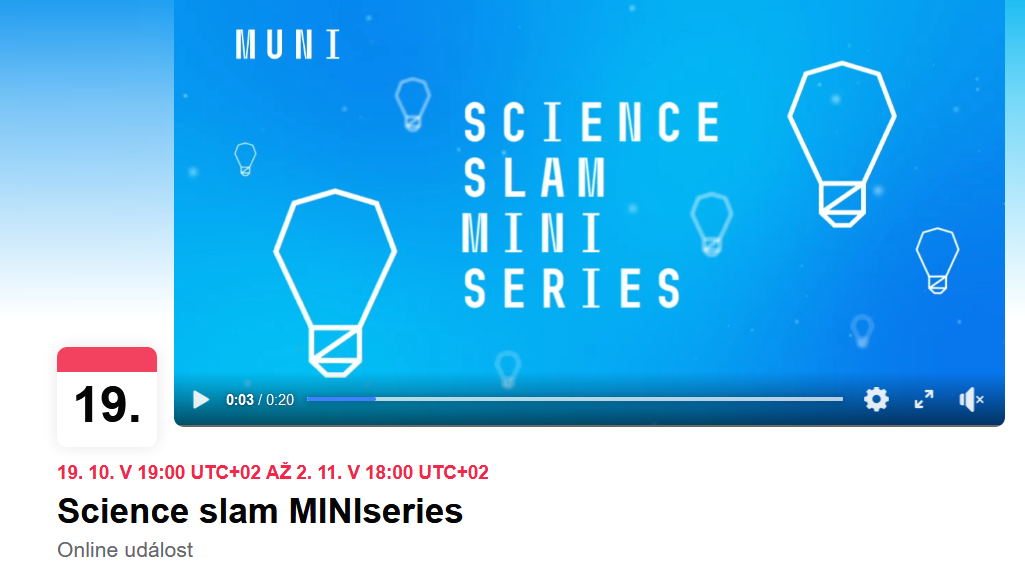 MUNI
SCIENCE
SLAM
MINI
SERIES
0:03 / 0:20
19.
19. 10. V 19:00 UTC+02 AŽ 2. 11. V 18:00 UTC+02
Science slam MINIseries
Online událost